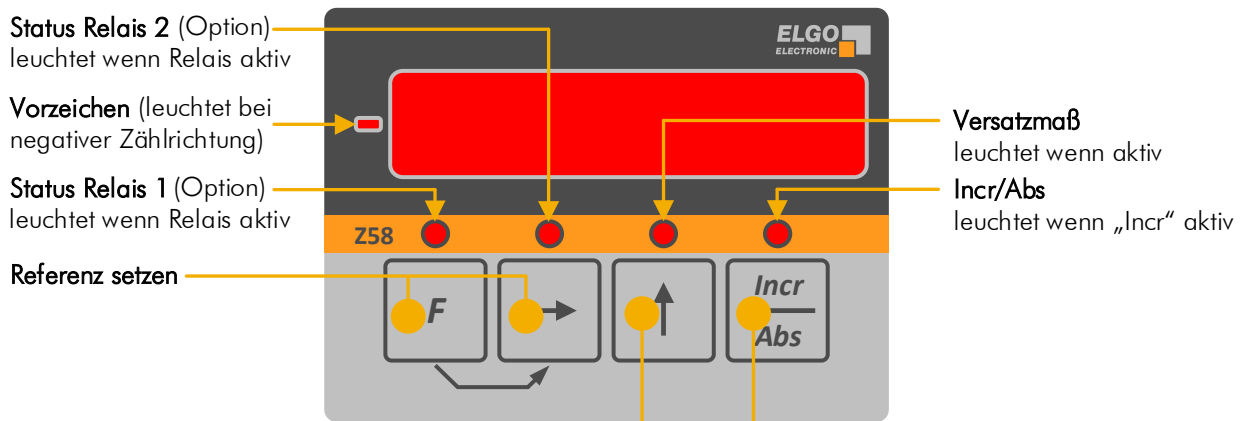 Status Relais 2 (Option)
leuchtet wenn Relais aktiv
Vorzeichen (leuchtet bei
negativer Zählrichtung)
Status Relais 1 (Option)
leuchtet wenn Relais aktiv
Referenz setzen
ELGO
ELECTRONIC
Z58
F
Incr
Abs
Versatzmaß
leuchtet wenn aktiv
Incr/Abs
leuchtet wenn „Incr“ aktiv